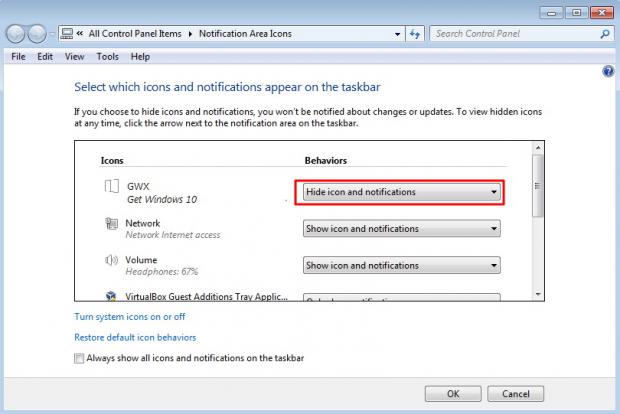 « All Control Panel Items Notification Area Icons Search Control Panel
File Edit View Tools Help
Select which icons and notifications appear on the taskbar
If you choose to hide icons and notifications, you won't be notified about changes or updates. To view hidden icons
at any time, click the arrow next to the notification area on the taskbar.
Icons Behaviors
GWX
Get Windows 10
Hide icon and notifications
Network
Network Internet access
Show icon and notifications
Volume
Headphones: 67%
Show icon and notifications
VirtualBox Guest Additions Tray Applic...
Turn system icons on or off
Restore default icon behaviors
Always show all icons and notifications on the taskbar
OK Cancel